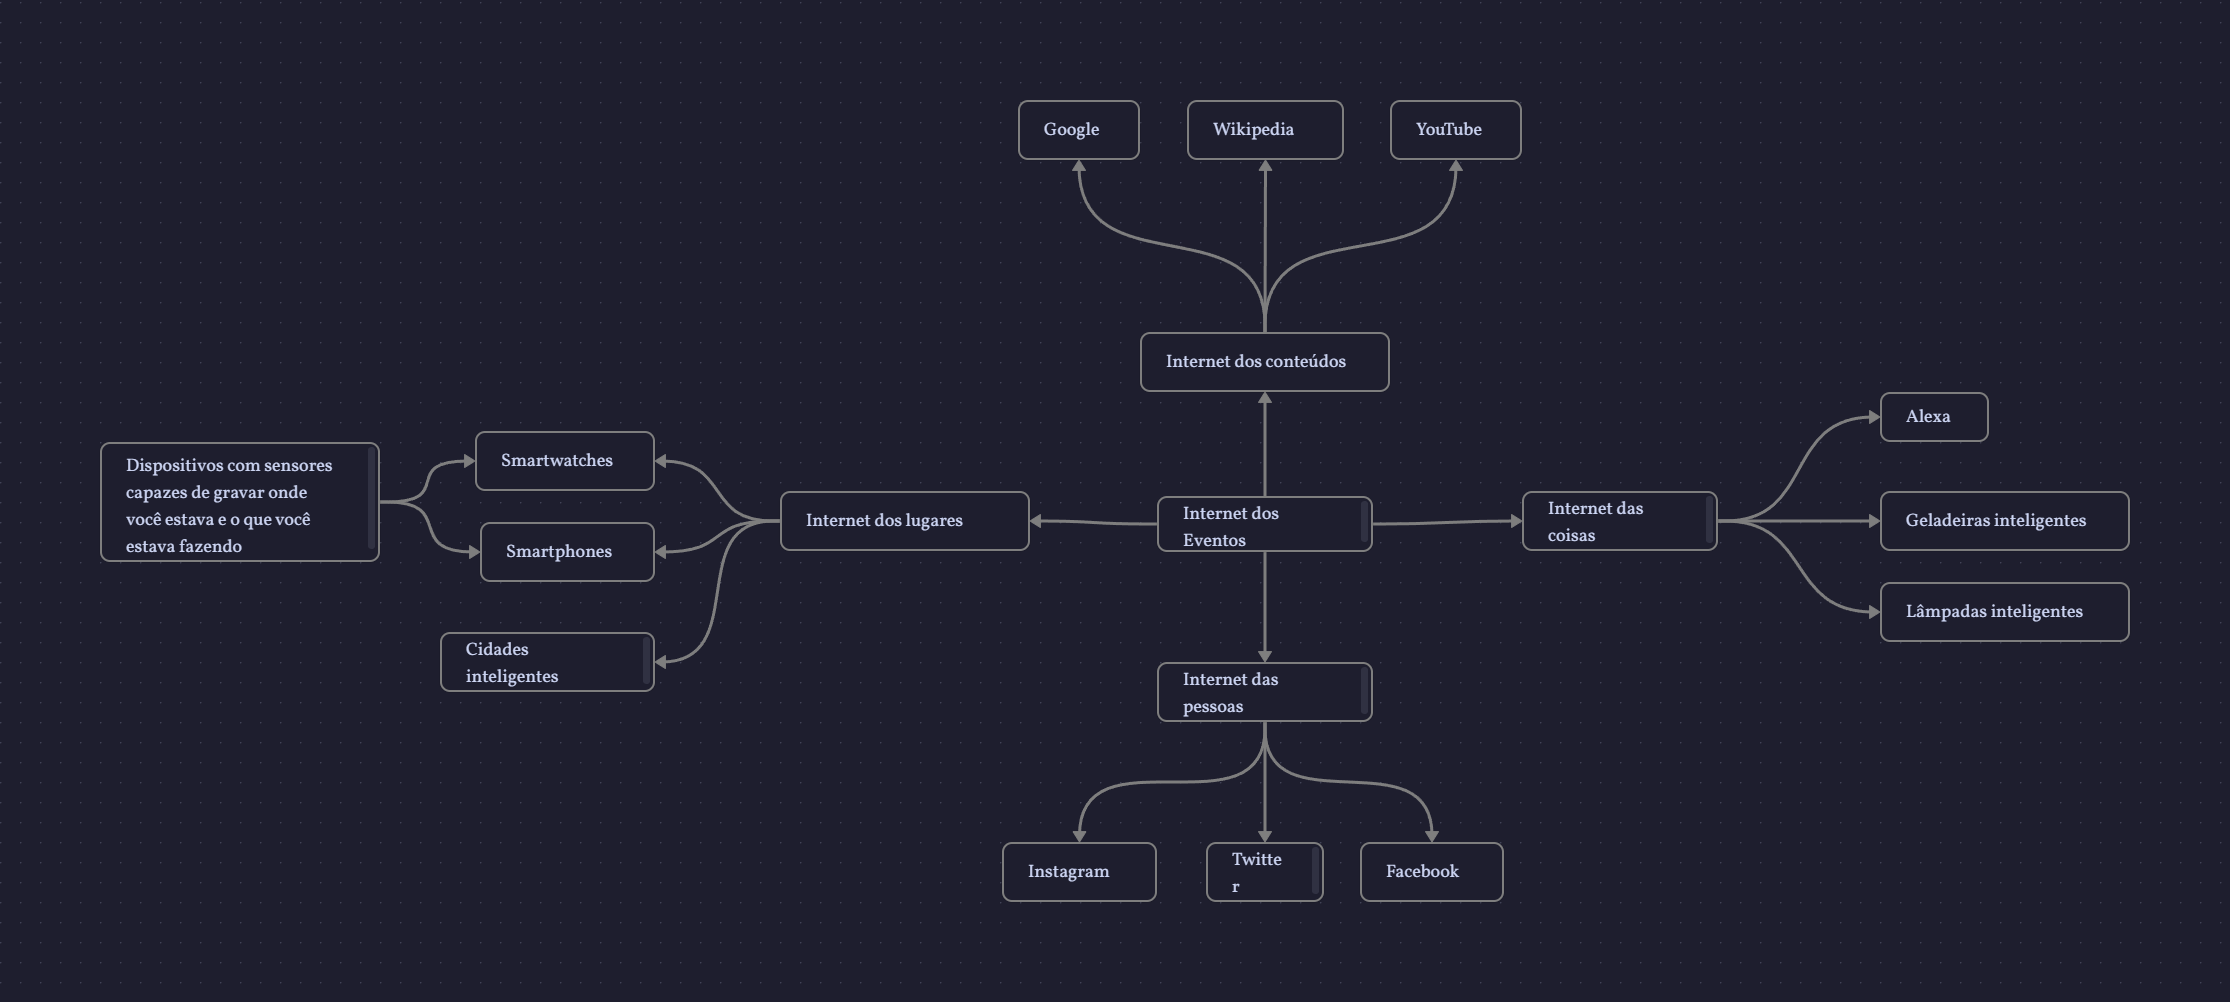 Google
Wikipedia
YouTube
Internet dos conteúdos
Alexa
Dispositivos com sensores
capazes de gravar onde
você estava e o que você
estava fazendo
Smartwatches
Smartphones
Internet dos lugares
Internet dos
Eventos
Internet das
coisas
Geladeiras inteligentes
Lâmpadas inteligentes
Cidades
inteligentes
Internet das
pessoas
Instagram
Twitte
r
Facebook